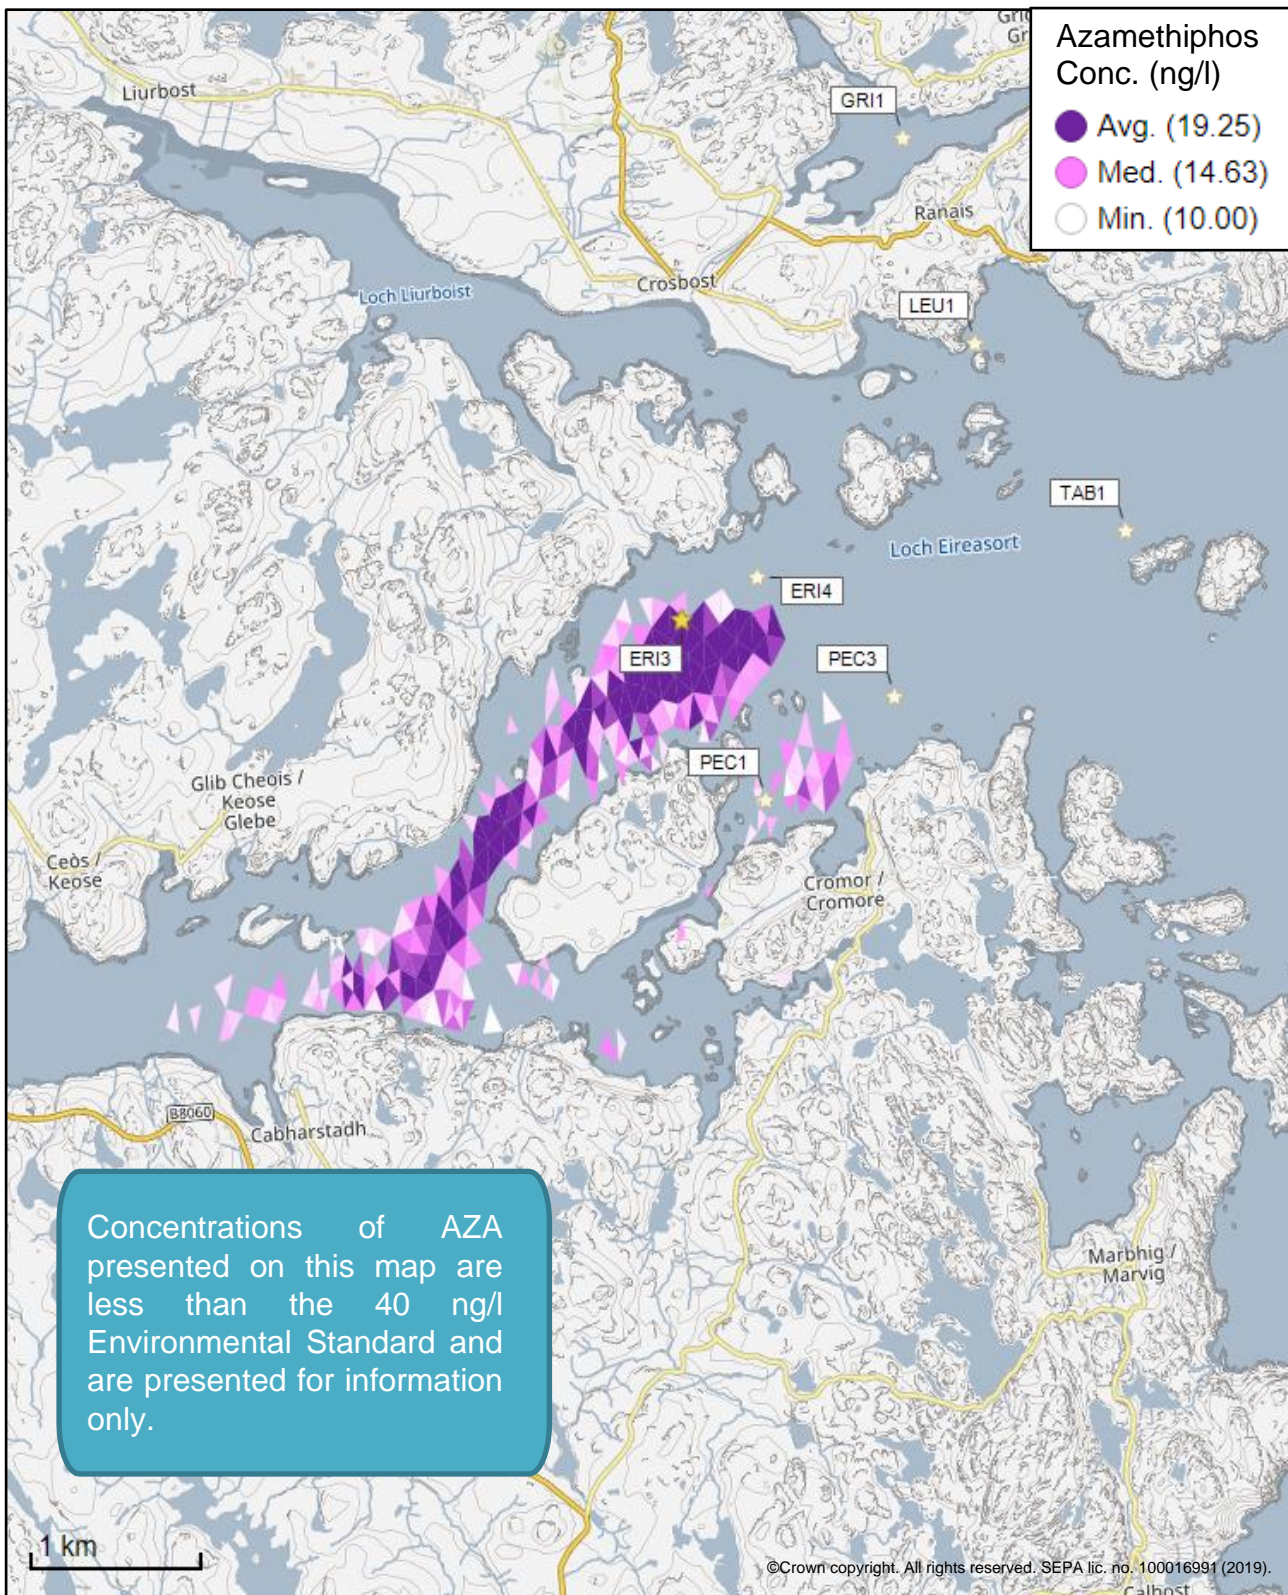 Gri
Gr
Azamethiphos
Conc. (ng/l)
Avg. (19.25)
Med. (14.63)
Min. (10.00)
Liurbost
GRI1
Ranais
Crosbost
Loch Liurboist
LEU1
TAB1
Loch Eireasort
ERI4
ERI3
PEC3
PEC1
Glib Cheois /
Keose
Glebe
Ceòs /
Keose
Cromor /
Cromore
B8060
Cabharstadh
Concentrations of AZA
presented on this map are
less than the 40 ng/l
Environmental Standard and
are presented for information
only.
Marbhig /
Marvig
1 km
©Crown copyright. All rights reserved. SEPA lic. no. 100016991 (2019).
albost